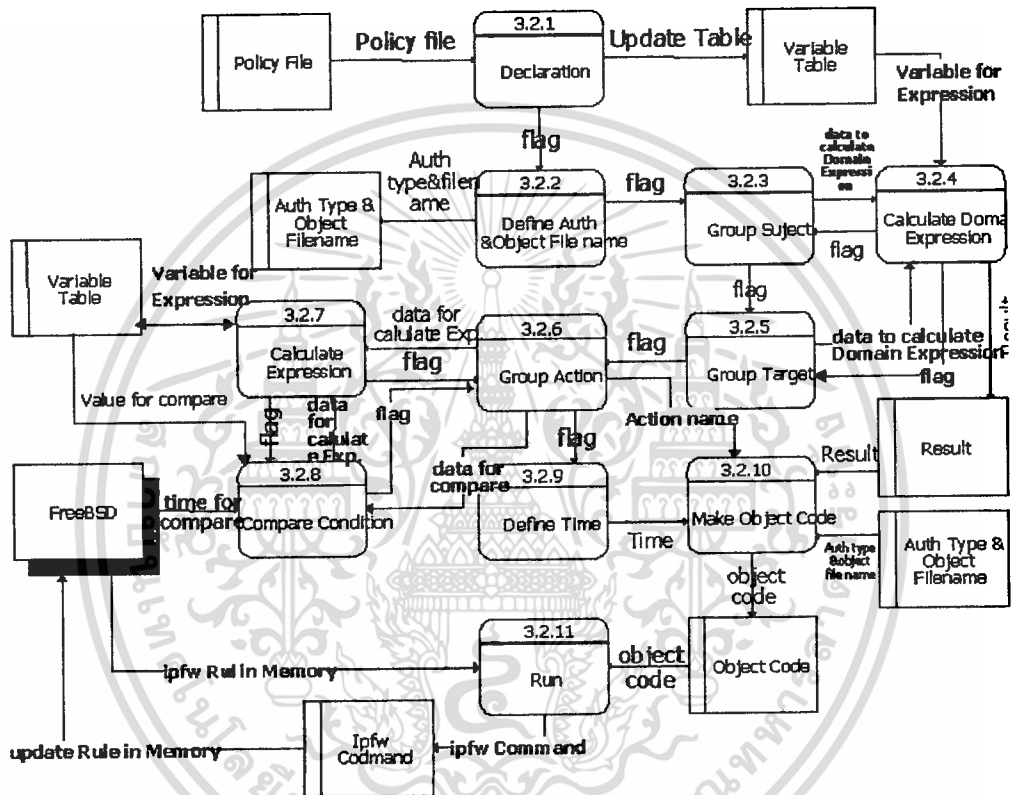 3.2.1
Policy file
Update Table
Policy File
Declaration
Variable
Table
Variable for
Expression
flag
data to
calculate
Domain
Expressi
on
Auth
type&filen
ame
3.2.2
flag
3.2.3
3.2.4
Auth Type &
Object
Filename
Define Auth
&Object File name
Group Suject
Calculate Doma
Expression
flag
Variable
Table
Variable for
Expression
flag
3.2.7
data for
calulate Exp
flag
3.2.6
flag
3.2.5
Calculate
Expression
Group Action
Group Target
data to calculate
Domain Expression
flag
Value for compare
flag
data
for
calulat
e Exp.
flag
flag
Action name
3.2.8
data for
compare
3.2.9
3.2.10
Result
Result
FreeBSD
time for
compare
Compare Condition
Define Time
Time
Make Object Code
Auth type
&object
file name
Auth Type &
Object
Filename
object
code
3.2.11
ipfw Rul in Memory
Run
object
code
Object Code
update Rule in Memory
Ipfw
Codmand
ipfw Command